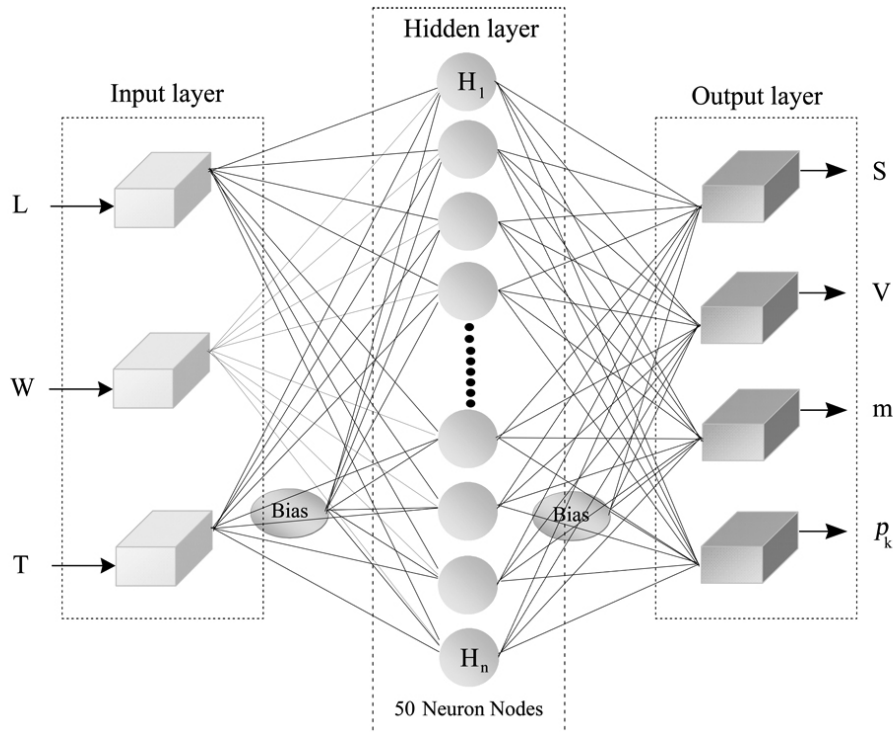 Hidden layer
Input layer
Output layer
H1
L
W
T
Bias
Bias
Hn
50 Neuron Nodes
S
V
m
pk